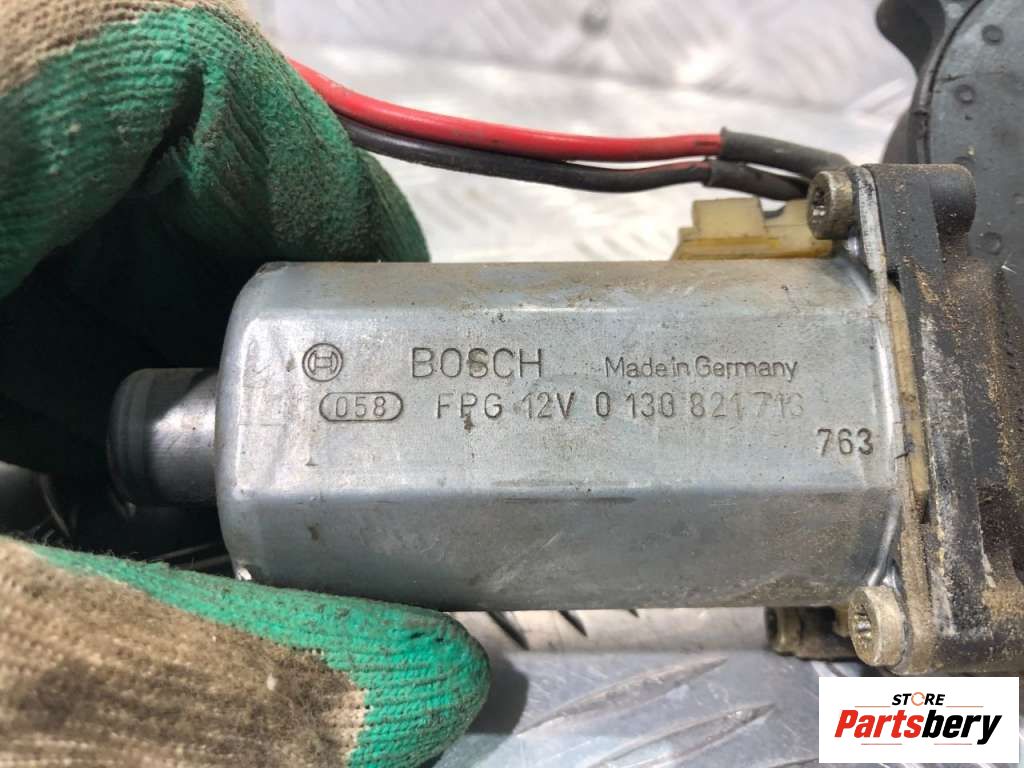 BOSCH Made in Germany
058 FPG 12V 0 130 821 713
763
STORE
Partsbery